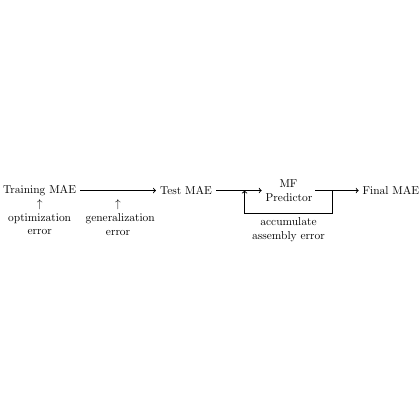 Training MAE
↑
optimization
error
↑
generalization
error
Test MAE
MF
Predictor
accumulate
assembly error
Final MAE